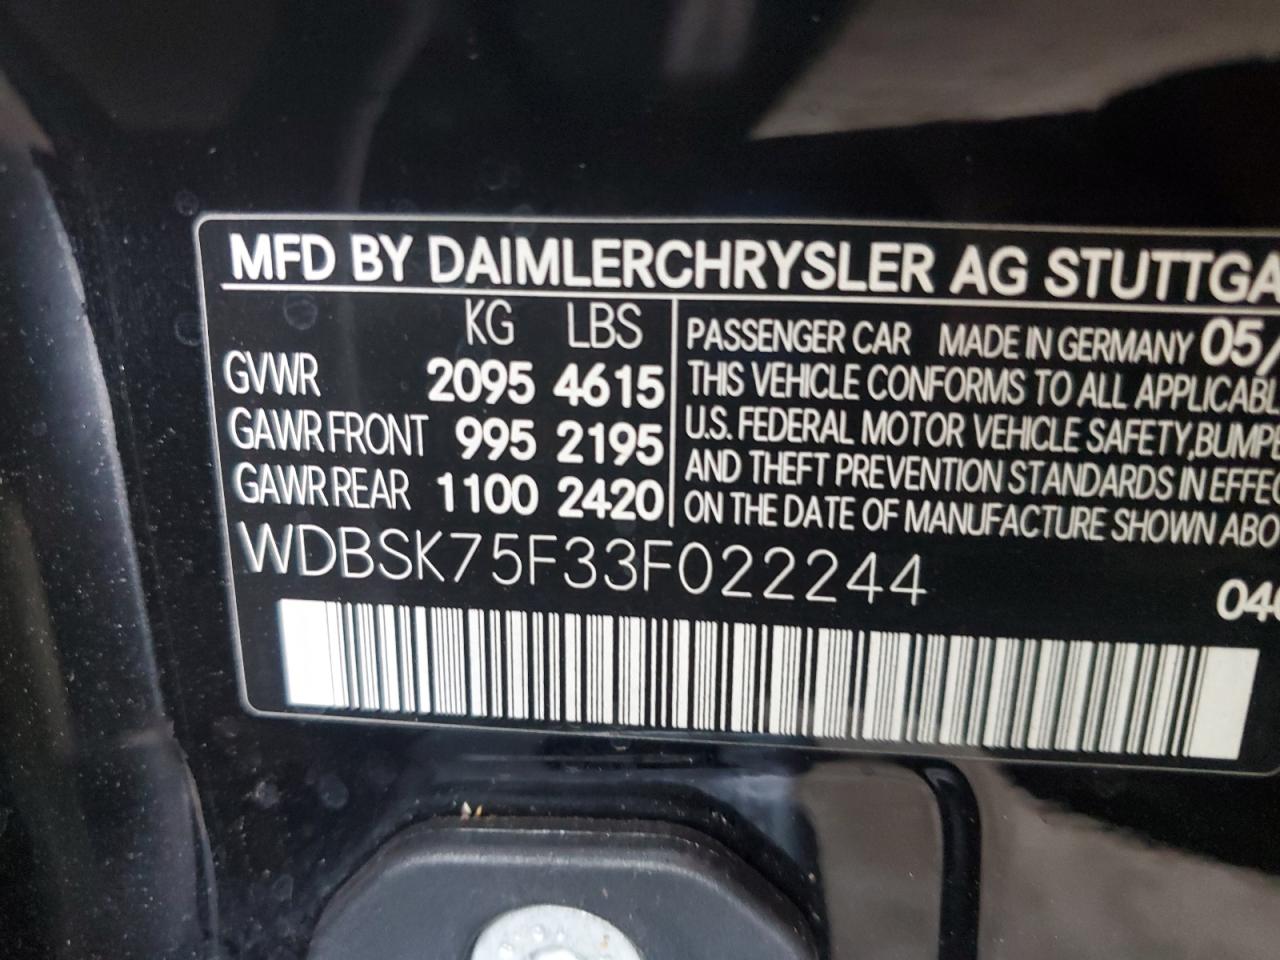 MFD BY DAIMLERCHRYSLER AG STUTTGA
KG LBS
GVWR 2095 4615
GAWR FRONT 995 2195
GAWR REAR 1100 2420
PASSENGER CAR MADE IN GERMANY 05/
THIS VEHICLE CONFORMS TO ALL APPLICABL
U.S. FEDERAL MOTOR VEHICLE SAFETY, BUMPE
AND THEFT PREVENTION STANDARDS IN EFFEC
ON THE DATE OF MANUFACTURE SHOWN ABO
WDBSK75F33F022244
040